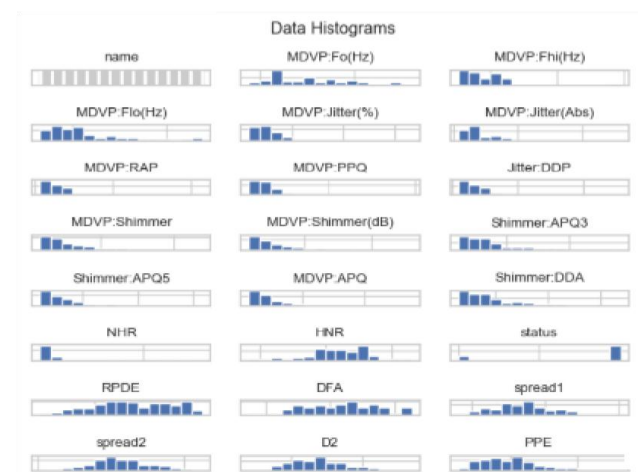 Data Histograms
name MDVP:Fo(Hz) MDVP:Fhi(Hz)
MDVP:Flo(Hz) MDVP:Jitter(%) MDVP:Jitter(Abs)
MDVP:RAP MDVP:PPQ Jitter:DDP
MDVP:Shimmer MDVP:Shimmer(dB) Shimmer:APQ3
Shimmer:APQ5 MDVP:APQ Shimmer:DDA
NHR HNR status
RPDE DFA spread1
spread2 D2 PPE